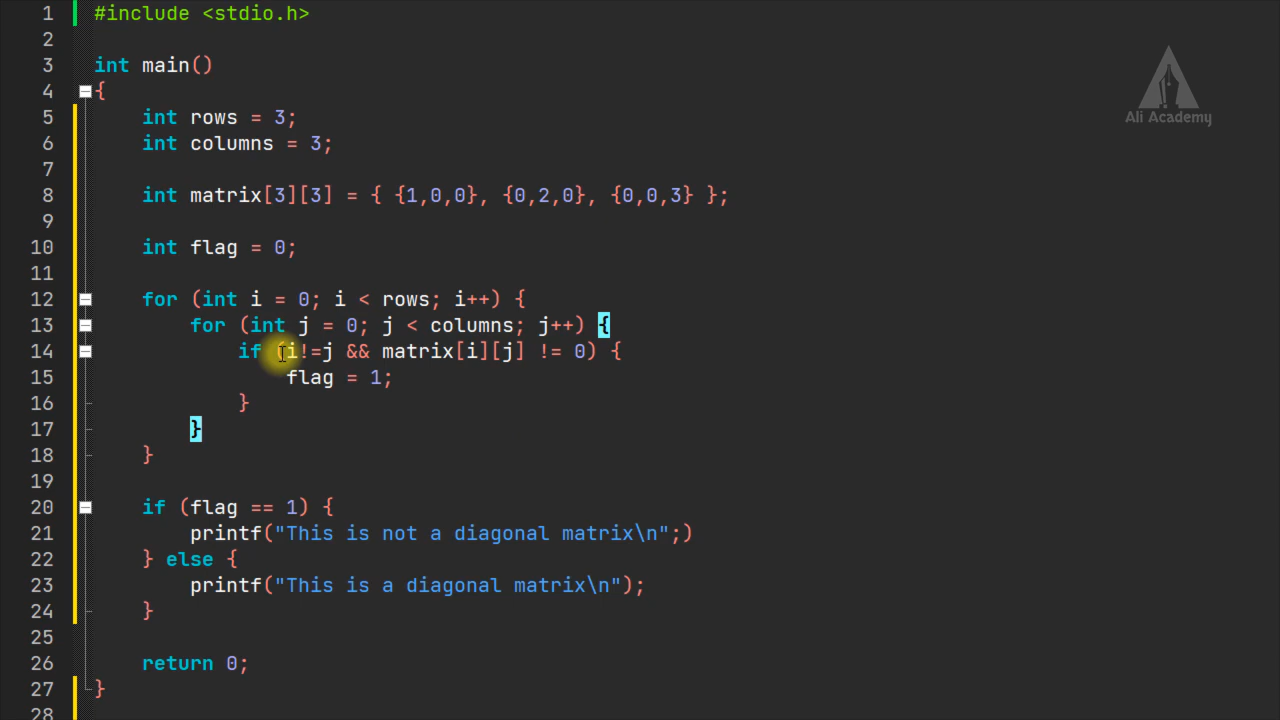 1 #include <stdio.h>
2
3 int main()
4 {
5 int rows = 3;
6 int columns = 3;
7
8 int matrix[3][3] = { {1,0,0}, {0,2,0}, {0,0,3} };
9
10 int flag = 0;
11
12 for (int i = 0; i < rows; i++) {
13 for (int j = 0; j < columns; j++) {
14 if (i!=j && matrix[i][j] != 0) {
15 flag = 1;
16 }
17 }
18 }
19
20 if (flag == 1) {
21 printf("This is not a diagonal matrix\n";)
22 } else {
23 printf("This is a diagonal matrix\n");
24 }
25
26 return 0;
27 }
28
Ali Academy